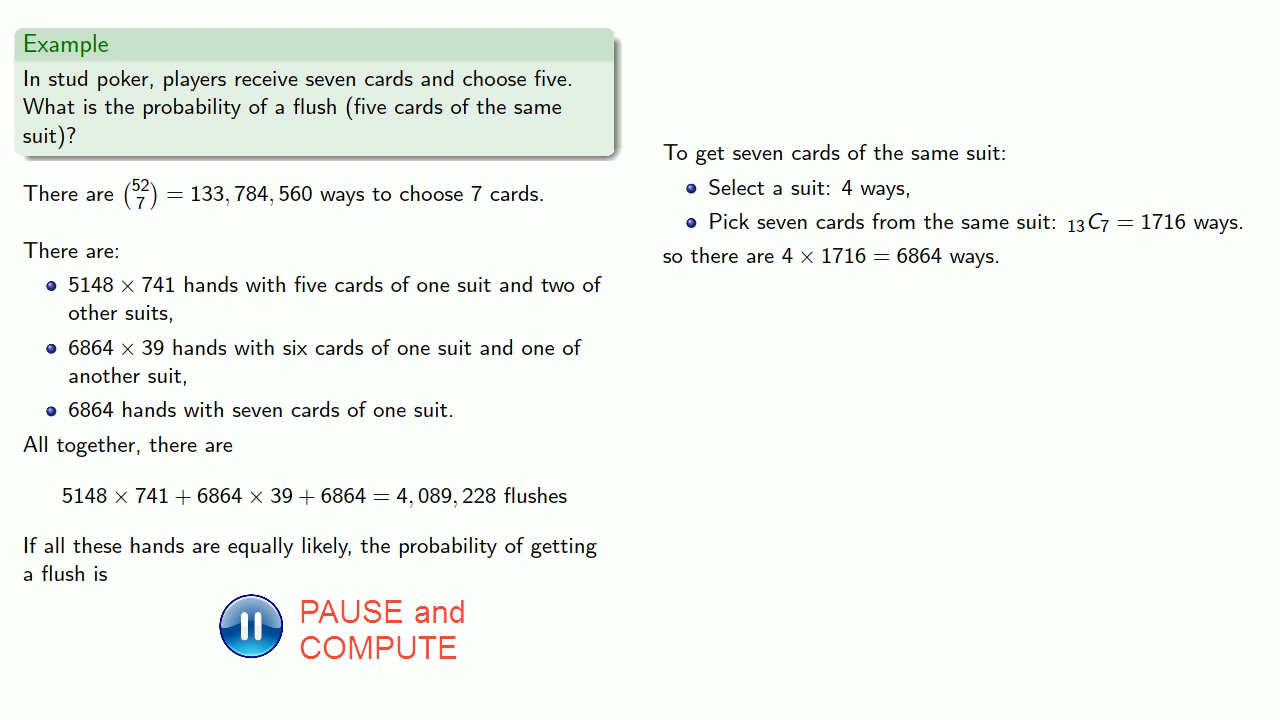 Example
In stud poker, players receive seven cards and choose five.
What is the probability of a flush (five cards of the same
suit)?
There are (52 7) = 133, 784, 560 ways to choose 7 cards.
There are:
5148 × 741 hands with five cards of one suit and two of
other suits,
6864 × 39 hands with six cards of one suit and one of
another suit,
6864 hands with seven cards of one suit.
All together, there are
5148 × 741 + 6864 × 39 + 6864 = 4, 089, 228 flushes
If all these hands are equally likely, the probability of getting
a flush is
PAUSE and
COMPUTE
To get seven cards of the same suit:
Select a suit: 4 ways,
Pick seven cards from the same suit: ₁₃C₇ = 1716 ways.
so there are 4 × 1716 = 6864 ways.